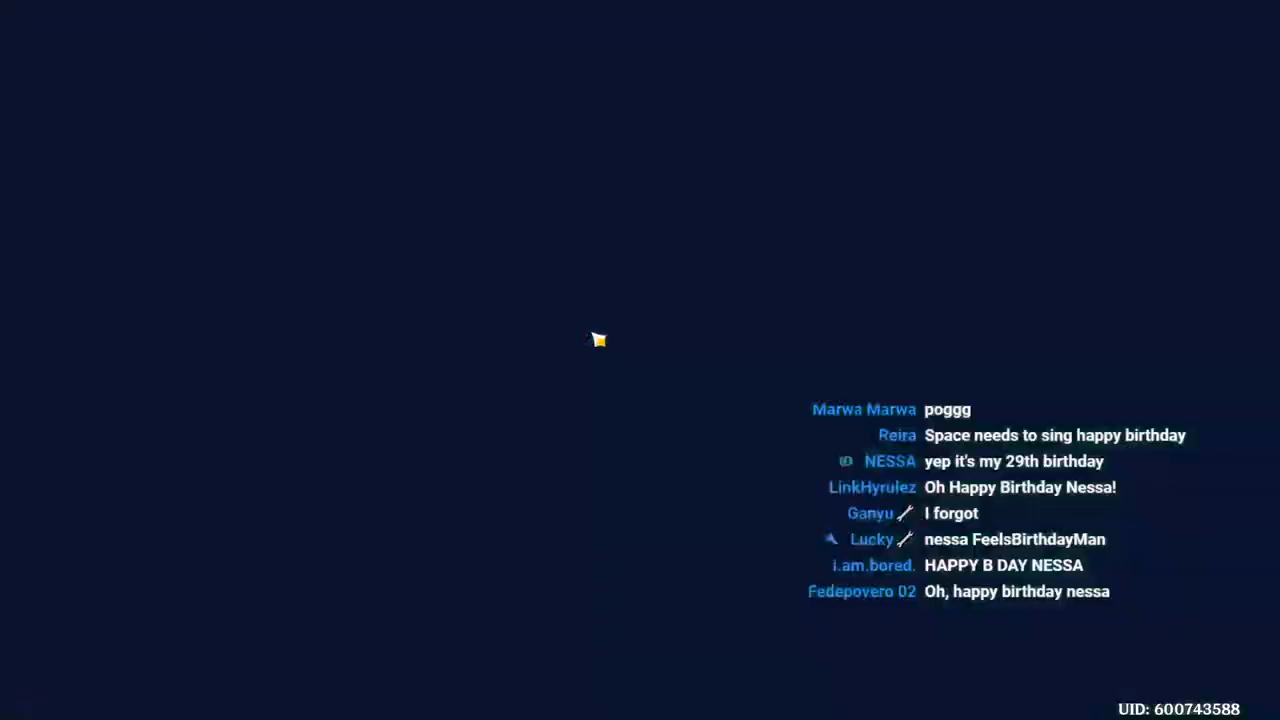 Marwa Marwa poggg
Reira Space needs to sing happy birthday
NESSA yep it's my 29th birthday
LinkHyrulez Oh Happy Birthday Nessa!
Ganyu I forgot
Lucky nessa FeelsBirthdayMan
i.am.bored. HAPPY B DAY NESSA
Fedepovero 02 Oh, happy birthday nessa
UID: 600743588